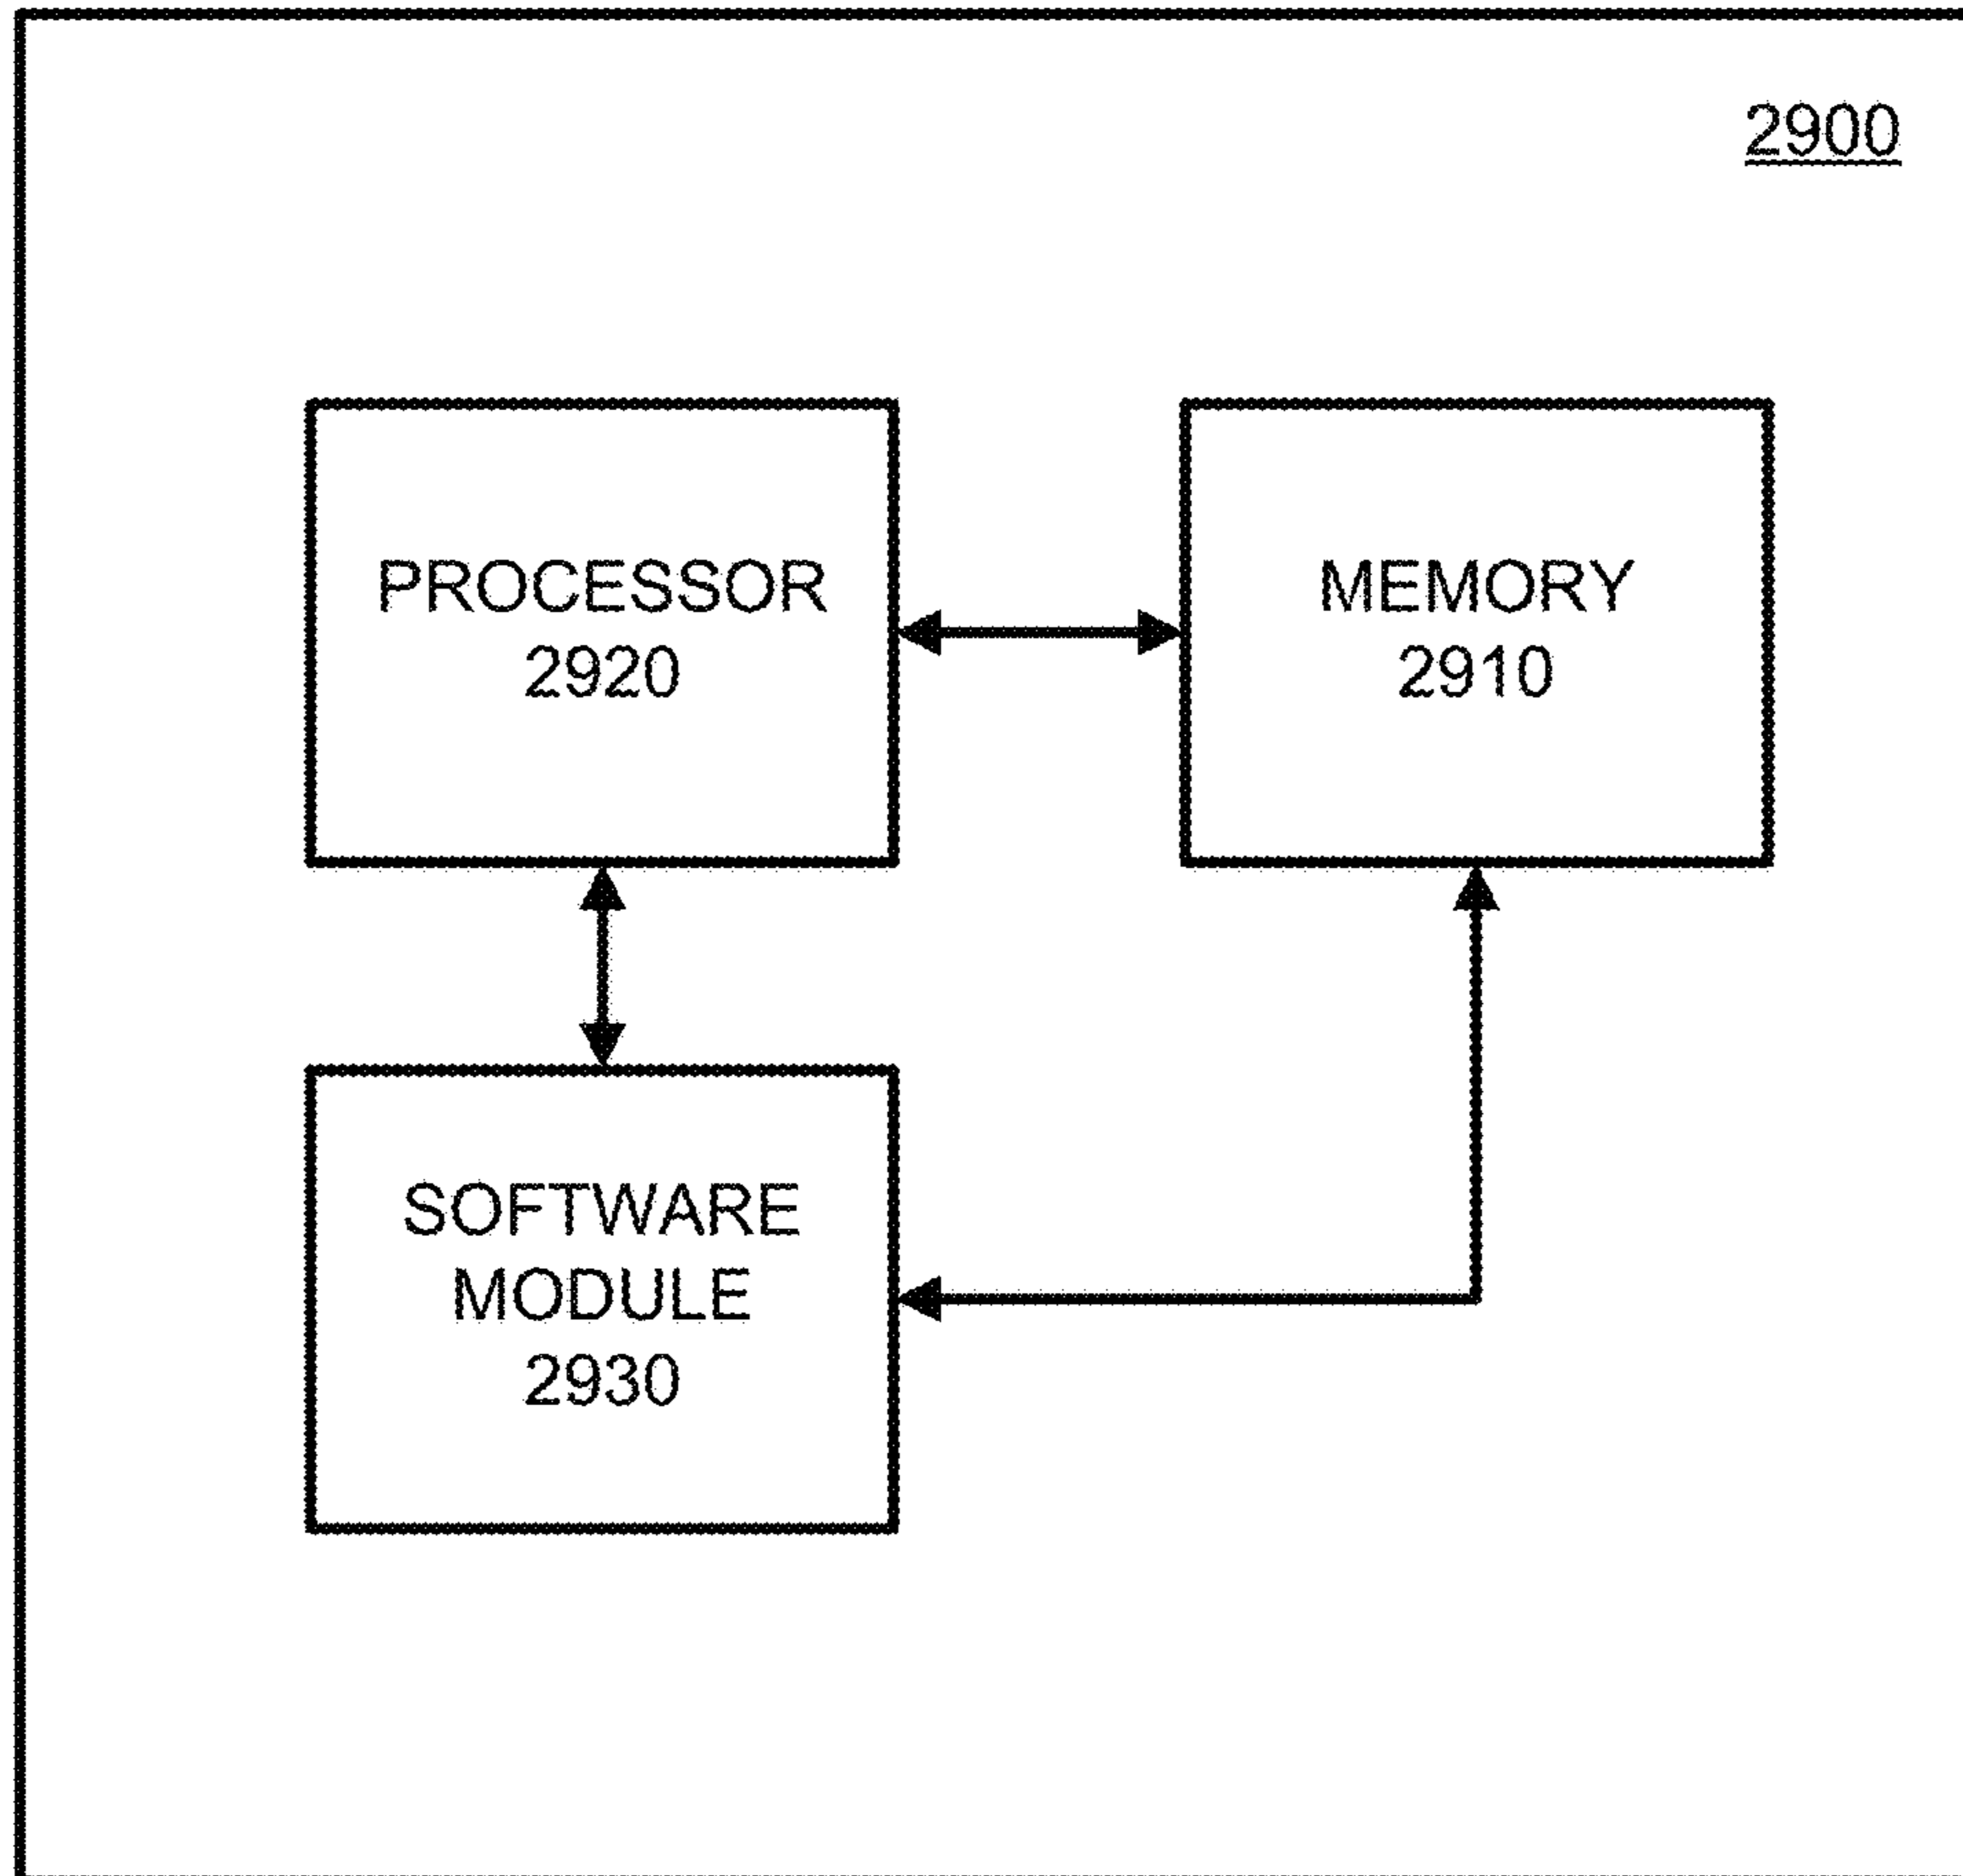 2900
PROCESSOR
2920
MEMORY
2910
SOFTWARE
MODULE
2930